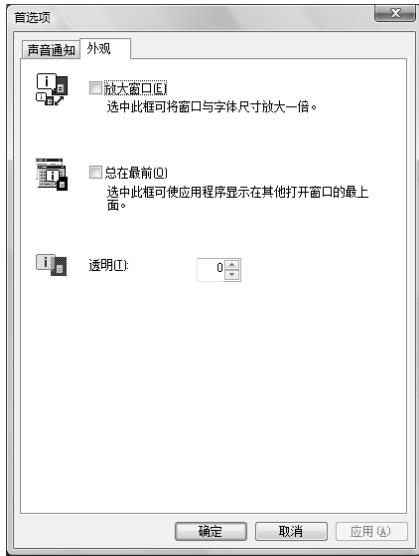 首选项
声音通知 外观
放大窗口(E)
选中此框可将窗口与字体尺寸放大一倍。
总在最前(O)
选中此框可使应用程序显示在其他打开窗口的最上
面。
透明(T): 0
确定 取消 应用(A)